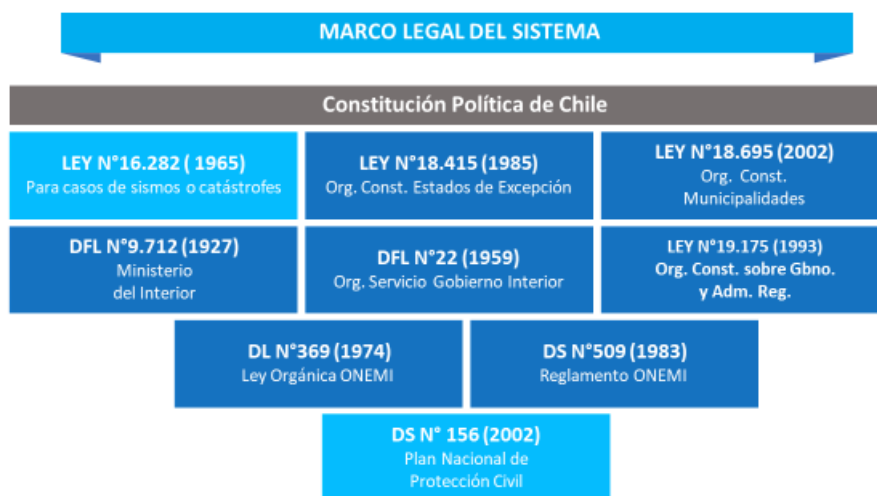 MARCO LEGAL DEL SISTEMA
Constitución Política de Chile
LEY N°16.282 ( 1965)
Para casos de sismos o catástrofes
LEY N°18.415 (1985)
Org. Const. Estados de Excepción
LEY N°18.695 (2002)
Org. Const.
Municipalidades
DFL N°9.712 (1927)
Ministerio
del Interior
DFL N°22 (1959)
Org. Servicio Gobierno Interior
LEY N°19.175 (1993)
Org. Const. sobre Gbno.
y Adm. Reg.
DL N°369 (1974)
Ley Orgánica ONEMI
DS N°509 (1983)
Reglamento ONEMI
DS N° 156 (2002)
Plan Nacional de
Protección Civil